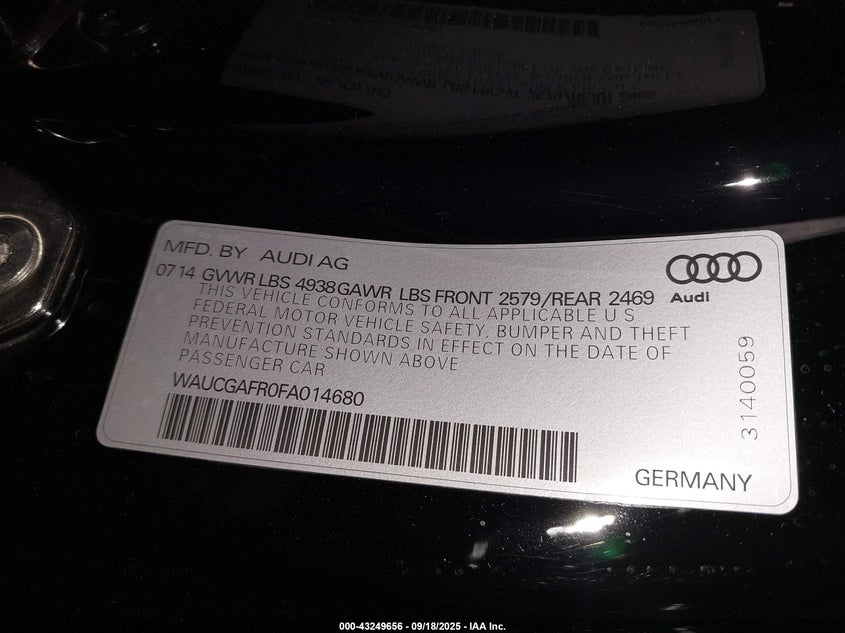 MFD. BY AUDI AG
0714 GVWR LBS 4938 GAWR LBS FRONT 2579/REAR 2469
Audi
THIS VEHICLE CONFORMS TO ALL APPLICABLE U S
FEDERAL MOTOR VEHICLE SAFETY, BUMPER AND THEFT
PREVENTION STANDARDS IN EFFECT ON THE DATE OF
MANUFACTURE SHOWN ABOVE
PASSENGER CAR
WAUCGAFR0FA014680
3140059
GERMANY
000-43249656 - 09/18/2025 - IAA Inc.